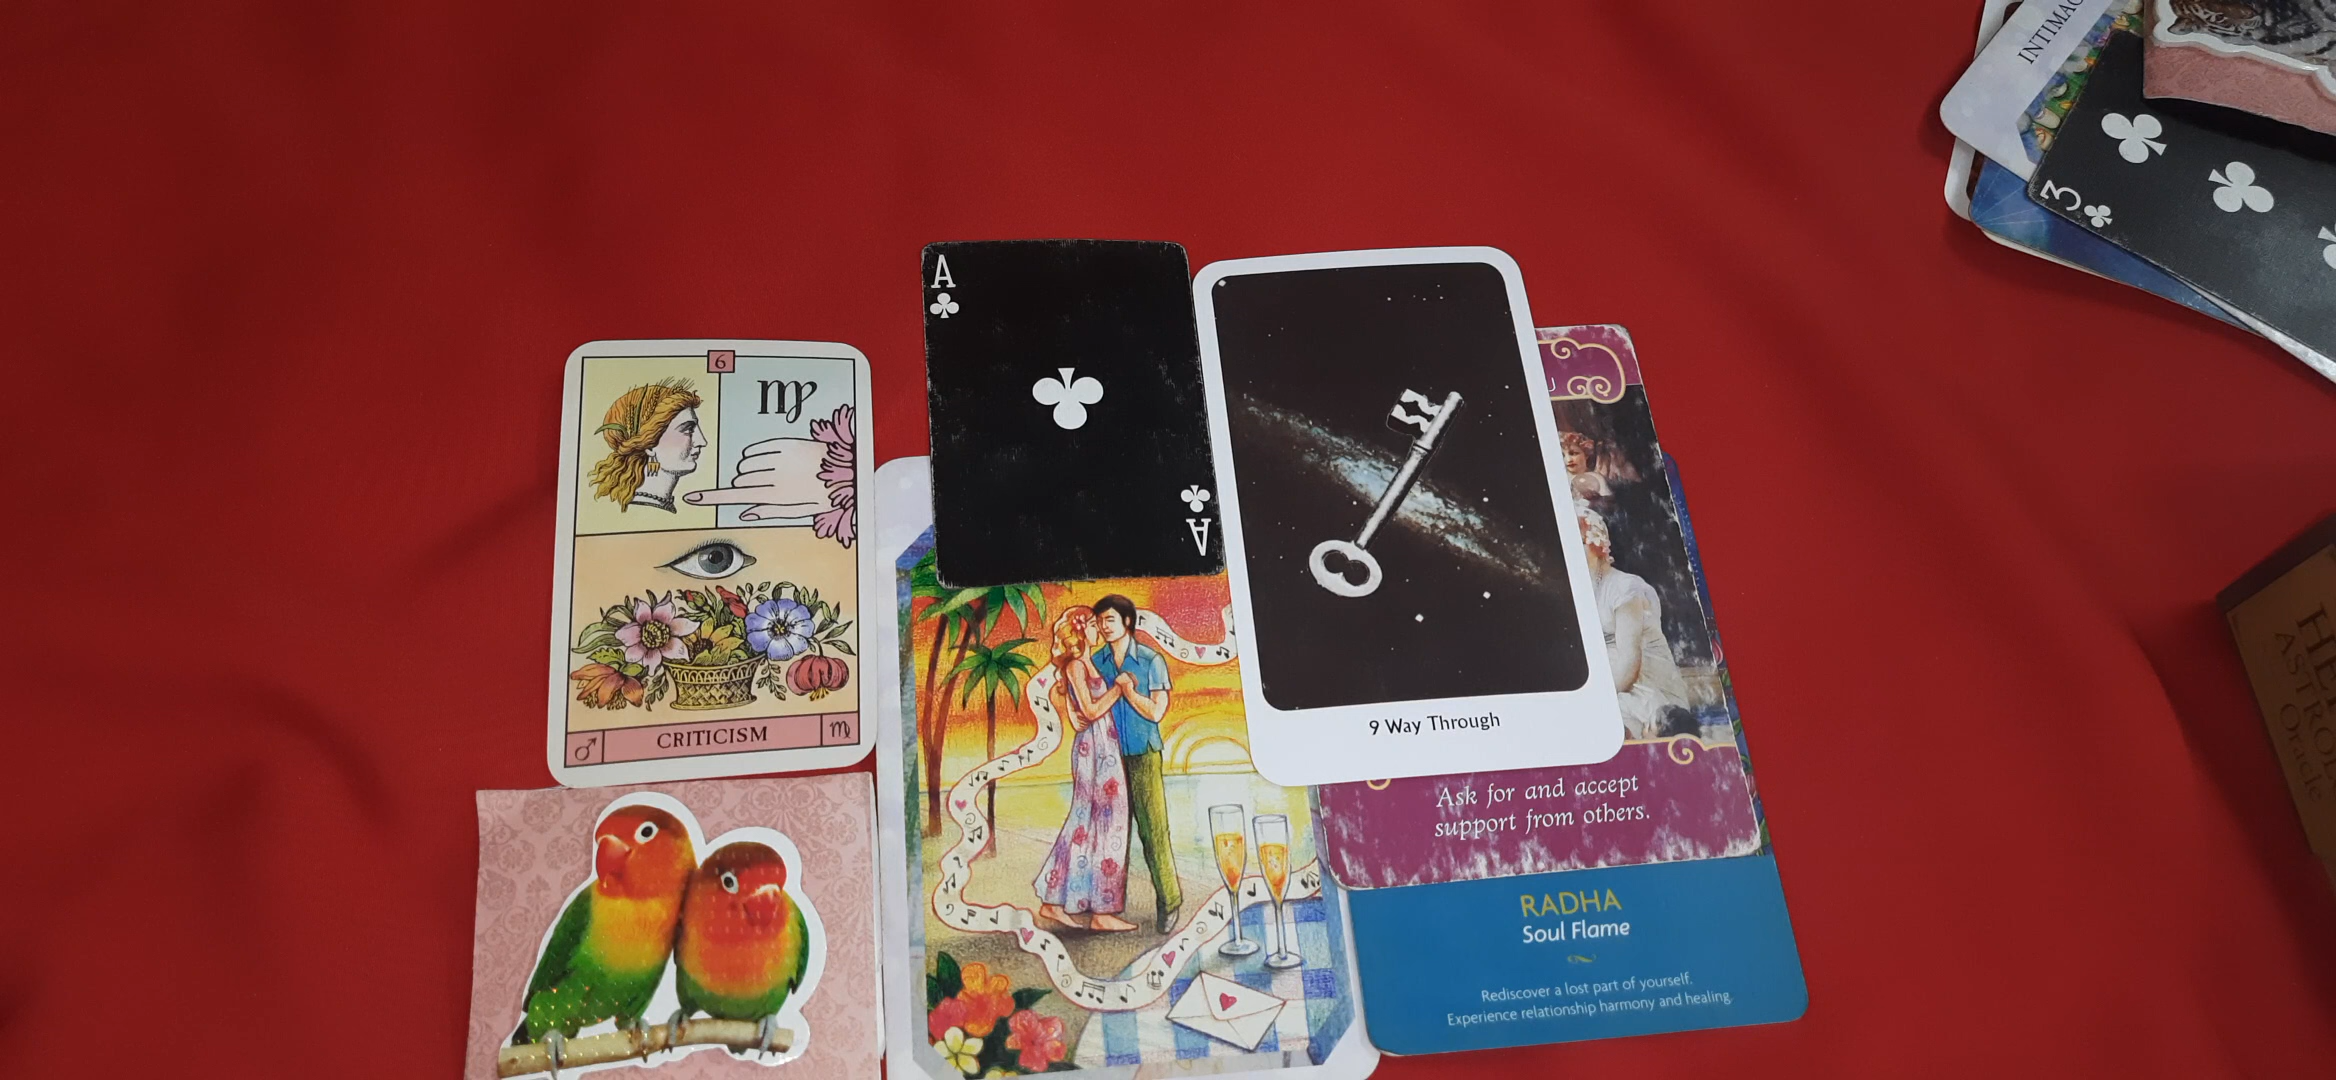 6
CRITICISM
A
A
9 Way Through
Ask for and accept
support from others.
RADHA
Soul Flame
Rediscover a lost part of yourself.
Experience relationship harmony and healing.
3
Oracle